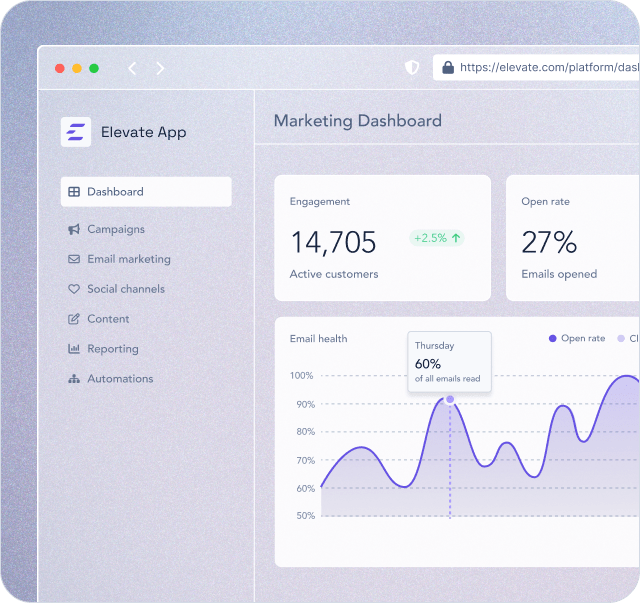 https://elevate.com/platform/das
Elevate App
Marketing Dashboard
Dashboard
Campaigns
Email marketing
Social channels
Content
Reporting
Automations
Engagement
14,705
+2.5%
Active customers
Open rate
27%
Emails opened
Email health
Open rate
Thursday
60%
of all emails read
100%
90%
80%
70%
60%
50%